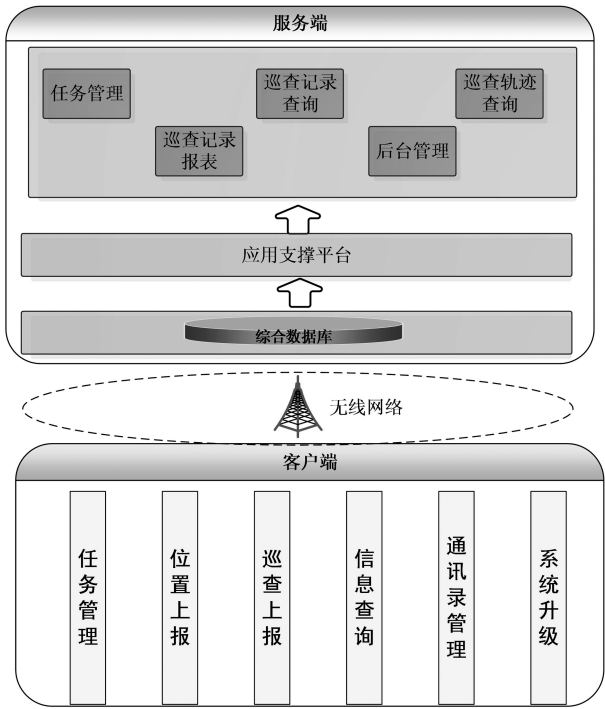 服务端
任务管理
巡查记录
查询
巡查轨迹
查询
巡查记录
报表
后台管理
应用支撑平台
综合数据库
无线网络
客户端
任务管理
位置上报
巡查上报
信息查询
通讯录管理
系统升级